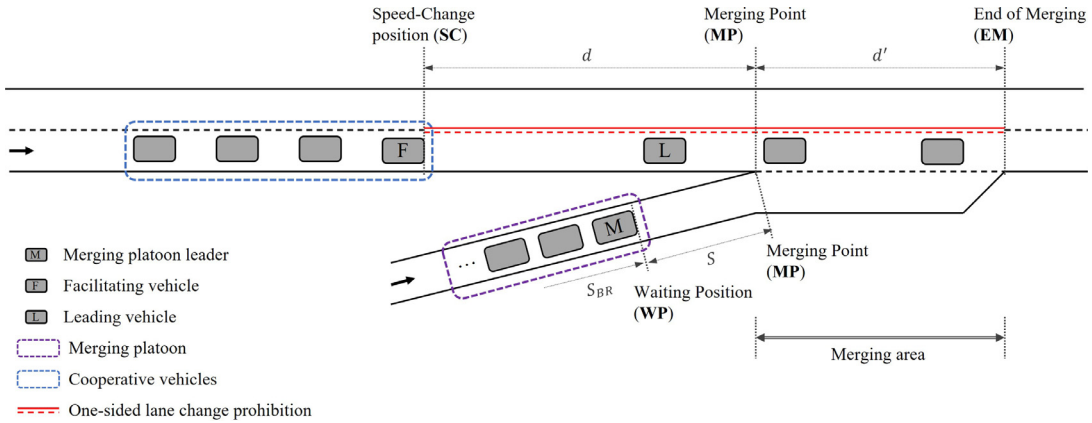 Speed-Change
position (SC)
Merging Point
(MP)
End of Merging
(EM)
d
d′
F
L
M
...
S
S_BR
Merging Point
(MP)
Waiting Position
(WP)
Merging area
M Merging platoon leader
F Facilitating vehicle
L Leading vehicle
Merging platoon
Cooperative vehicles
One-sided lane change prohibition